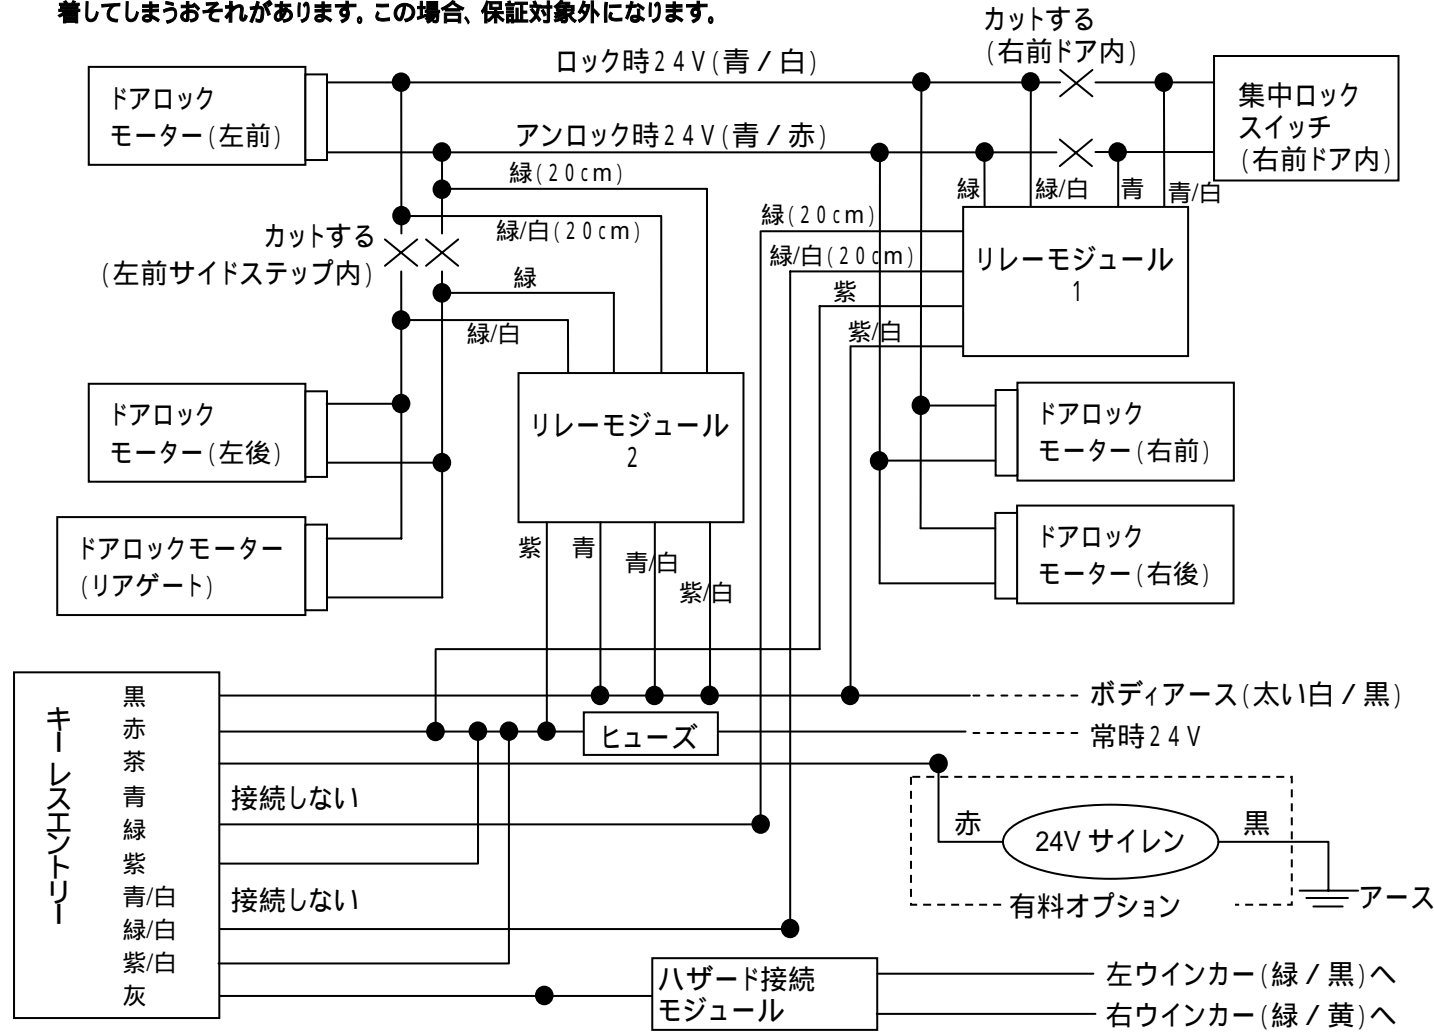 着してしまうおそれがあります。この場合、保証対象外になります。
カットする
(右前ドア内)
ロック時24V(青/白)
ドアロック
モーター(左前)
集中ロック
スイッチ
(右前ドア内)
アンロック時24V(青/赤)
緑(20cm)
緑
緑/白
青
青/白
緑(20cm)
緑/白(20cm)
カットする
(左前サイドステップ内)
緑/白(20cm)
リレーモジュール
1
緑
紫
緑/白
紫/白
ドアロック
モーター(左後)
リレーモジュール
2
ドアロック
モーター(右前)
ドアロックモーター
(リアゲート)
紫
青
青/白
紫/白
ドアロック
モーター(右後)
キーレスエントリー
黒
赤
茶
青
緑
紫
青/白
緑/白
紫/白
灰
接続しない
接続しない
ヒューズ
ボディアース(太い白/黒)
常時24V
赤
24V サイレン
黒
有料オプション
アース
ハザード接続
モジュール
左ウインカー(緑/黒)へ
右ウインカー(緑/黄)へ